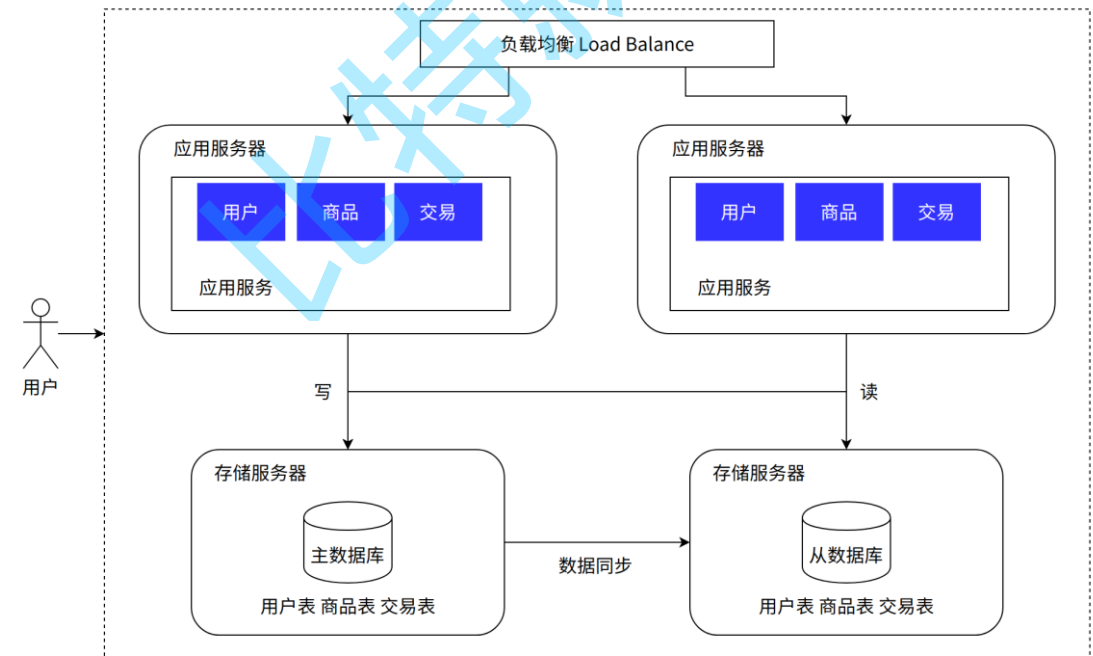 负载均衡 Load Balance
应用服务器
用户 商品 交易
应用服务
应用服务器
用户 商品 交易
应用服务
用户
写
读
存储服务器
主数据库
用户表 商品表 交易表
数据同步
存储服务器
从数据库
用户表 商品表 交易表
比特